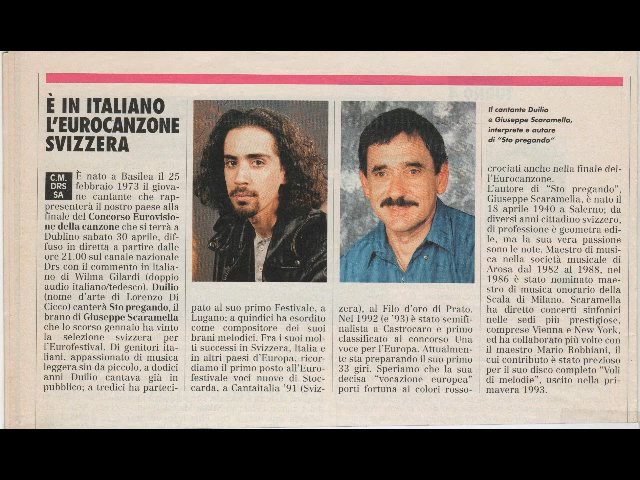 È IN ITALIANO
L'EUROCANZONE
SVIZZERA
C.M.
DRS
SA
È nato a Basilea il 25
febbraio 1973 il giova-
ne cantante che rap-
presenterà il nostro paese alla
finale del Concorso Eurovisio-
ne della canzone che si terrà a
Dublino sabato 30 aprile, dif-
fuso in diretta a partire dalle
ore 21.00 sul canale nazionale
Drs con il commento in italia-
no di Wilma Gilardi (doppio
audio italiano/tedesco). Duilio
(nome d'arte di Lorenzo Di
Cicco) canterà Sto pregando, il
brano di Giuseppe Scaramella
che lo scorso gennaio ha vinto
la selezione svizzera per
l'Eurofestival. Di genitori ita-
liani, appassionato di musica
leggera sin da piccolo, a dodici
anni Duilio cantava già in
pubblico; a tredici ha parteci-
pato al suo primo Festival, a
Lugano; a quindici ha esordito
come compositore dei suoi
brani melodici. Fra i suoi mol-
ti successi in Svizzera, Italia e
in altri paesi d'Europa, ricor-
diamo il primo posto all'Euro-
festivale voci nuove di Stoc-
carda, a Cantaitalia '91 (Sviz-
zera), al Filo d'oro di Prato.
Nel 1992 (e '93) è stato semifi-
nalista a Castrocaro e primo
classificato al concorso Una
voce per l'Europa. Attualmen-
te sta preparando il suo primo
33 giri. Speriamo che la sua
decisa "vocazione europea"
porti fortuna ai colori rosso-
Il cantante Duilio
e Giuseppe Scaramella,
interprete e autore
di "Sto pregando"
crociati anche nella finale del-
l'Eurocanzone.
L'autore di "Sto pregando",
Giuseppe Scaramella, è nato il
18 aprile 1940 a Salerno; da
diversi anni cittadino svizzero,
di professione è geometra edi-
le, ma la sua vera passione
sono le note. Maestro di mu-
sica nella società musicale di
Arosa dal 1982 al 1988, nel
1986 è stato nominato mae-
stro di musica onorario della
Scala di Milano. Scaramella
ha diretto concerti sinfonici
nelle sedi più prestigiose,
comprese Vienna e New York,
ed ha collaborato più volte con
il maestro Mario Robbiani, il
cui contributo è stato prezioso
per il suo disco completo "Voli
di melodie", uscito nella pri-
mavera 1993.